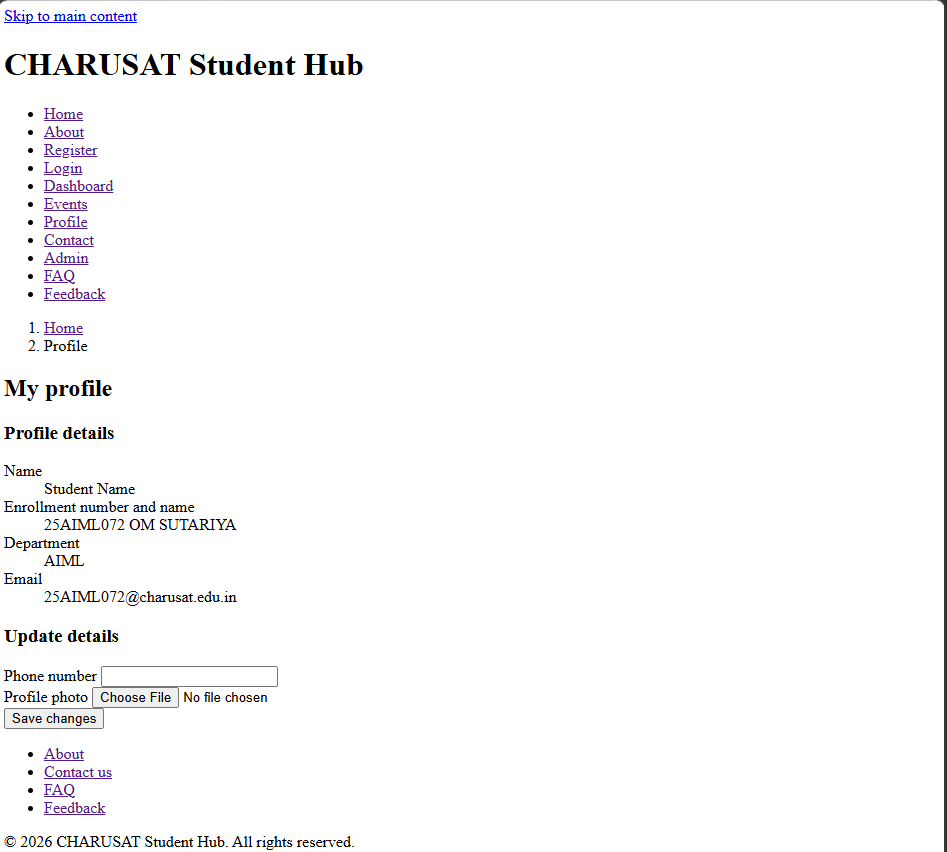 Skip to main content
CHARUSAT Student Hub
Home
About
Register
Login
Dashboard
Events
Profile
Contact
Admin
FAQ
Feedback
1. Home
2. Profile
My profile
Profile details
Name
Student Name
Enrollment number and name
25AIML072 OM SUTARIYA
Department
AIML
Email
25AIML072@charusat.edu.in
Update details
Phone number
Profile photo Choose File No file chosen
Save changes
About
Contact us
FAQ
Feedback
© 2026 CHARUSAT Student Hub. All rights reserved.